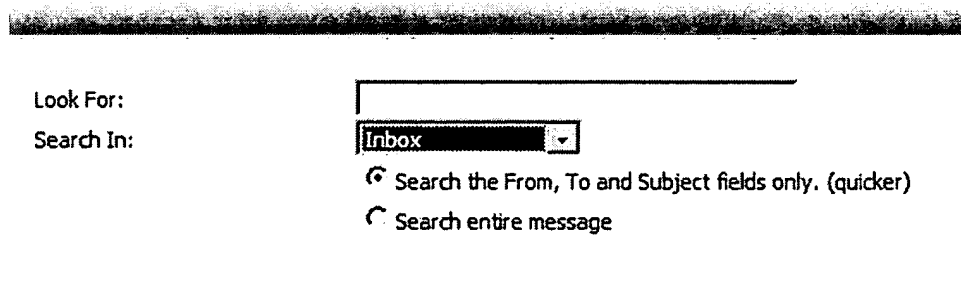 Look For:
Search In: Inbox
Search the From, To and Subject fields only. (quicker)
Search entire message